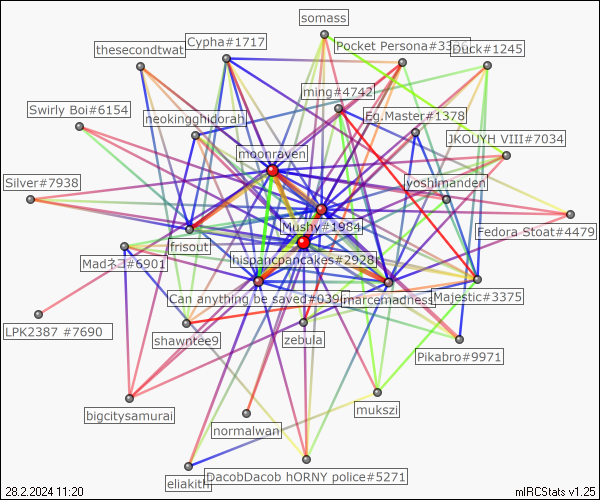 somass
thesecondtwat
Cypha#1717
Pocket Persona#33
Duck#1245
ming#4742
Swirly Boi#6154
neokingghidorah
Eg.Master#1378
JKOUYH VIII#7034
moonraven
Silver#7938
yoshimanden
Mushy#1984
Fedora Stoat#4479
frisout
hispancpancakes#2928
Madネコ#6901
Can anything be saved#039
marcemadness
Majestic#3375
LPK2387 #7690
shawntee9
zebula
Pikabro#9971
bigcitysamurai
mukszi
normalwan
eliakith
DacobDacob hORNY police#5271
28.2.2024 11:20
mIRCStats v1.25